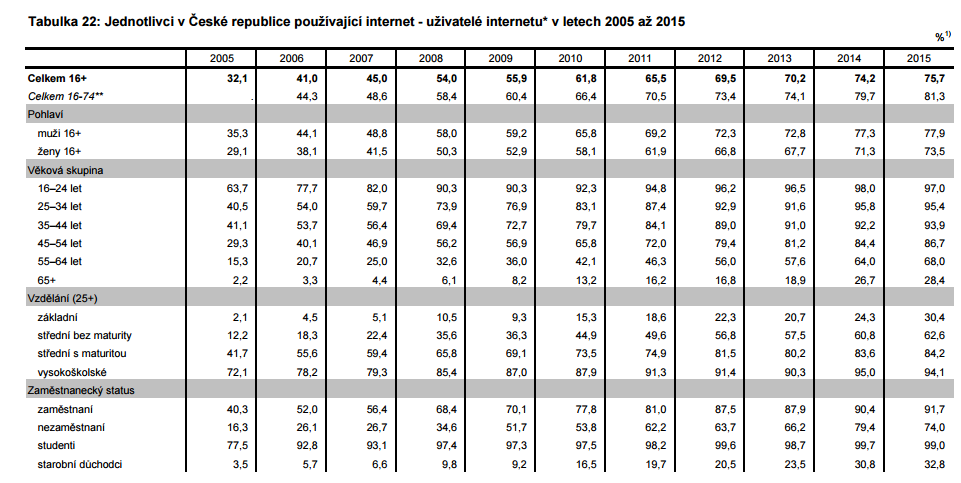 Tabulka 22: Jednotlivci v České republice používající internet - uživatelé internetu* v letech 2005 až 2015
%1)
2005 2006 2007 2008 2009 2010 2011 2012 2013 2014 2015
Celkem 16+ 32,1 41,0 45,0 54,0 55,9 61,8 65,5 69,5 70,2 74,2 75,7
Celkem 16-74** . 44,3 48,6 58,4 60,4 66,4 70,5 73,4 74,1 79,7 81,3
Pohlaví
muži 16+ 35,3 44,1 48,8 58,0 59,2 65,8 69,2 72,3 72,8 77,3 77,9
ženy 16+ 29,1 38,1 41,5 50,3 52,9 58,1 61,9 66,8 67,7 71,3 73,5
Věková skupina
16–24 let 63,7 77,7 82,0 90,3 90,3 92,3 94,8 96,2 96,5 98,0 97,0
25–34 let 40,5 54,0 59,7 73,9 76,9 83,1 87,4 92,9 91,6 95,8 95,4
35–44 let 41,1 53,7 56,4 69,4 72,7 79,7 84,1 89,0 91,0 92,2 93,9
45–54 let 29,3 40,1 46,9 56,2 56,9 65,8 72,0 79,4 81,2 84,4 86,7
55–64 let 15,3 20,7 25,0 32,6 36,0 42,1 46,3 56,0 57,6 64,0 68,0
65+ 2,2 3,3 4,4 6,1 8,2 13,2 16,2 16,8 18,9 26,7 28,4
Vzdělání (25+)
základní 2,1 4,5 5,1 10,5 9,3 15,3 18,6 22,3 20,7 24,3 30,4
střední bez maturity 12,2 18,3 22,4 35,6 36,3 44,9 49,6 56,8 57,5 60,8 62,6
střední s maturitou 41,7 55,6 59,4 65,8 69,1 73,5 74,9 81,5 80,2 83,6 84,2
vysokoškolské 72,1 78,2 79,3 85,4 87,0 87,9 91,3 91,4 90,3 95,0 94,1
Zaměstnanecký status
zaměstnaní 40,3 52,0 56,4 68,4 70,1 77,8 81,0 87,5 87,9 90,4 91,7
nezaměstnaní 16,3 26,1 26,7 34,6 51,7 53,8 62,2 63,7 66,2 79,4 74,0
studenti 77,5 92,8 93,1 97,4 97,3 97,5 98,2 99,6 98,7 99,7 99,0
starobní důchodci 3,5 5,7 6,6 9,8 9,2 16,5 19,7 20,5 23,5 30,8 32,8